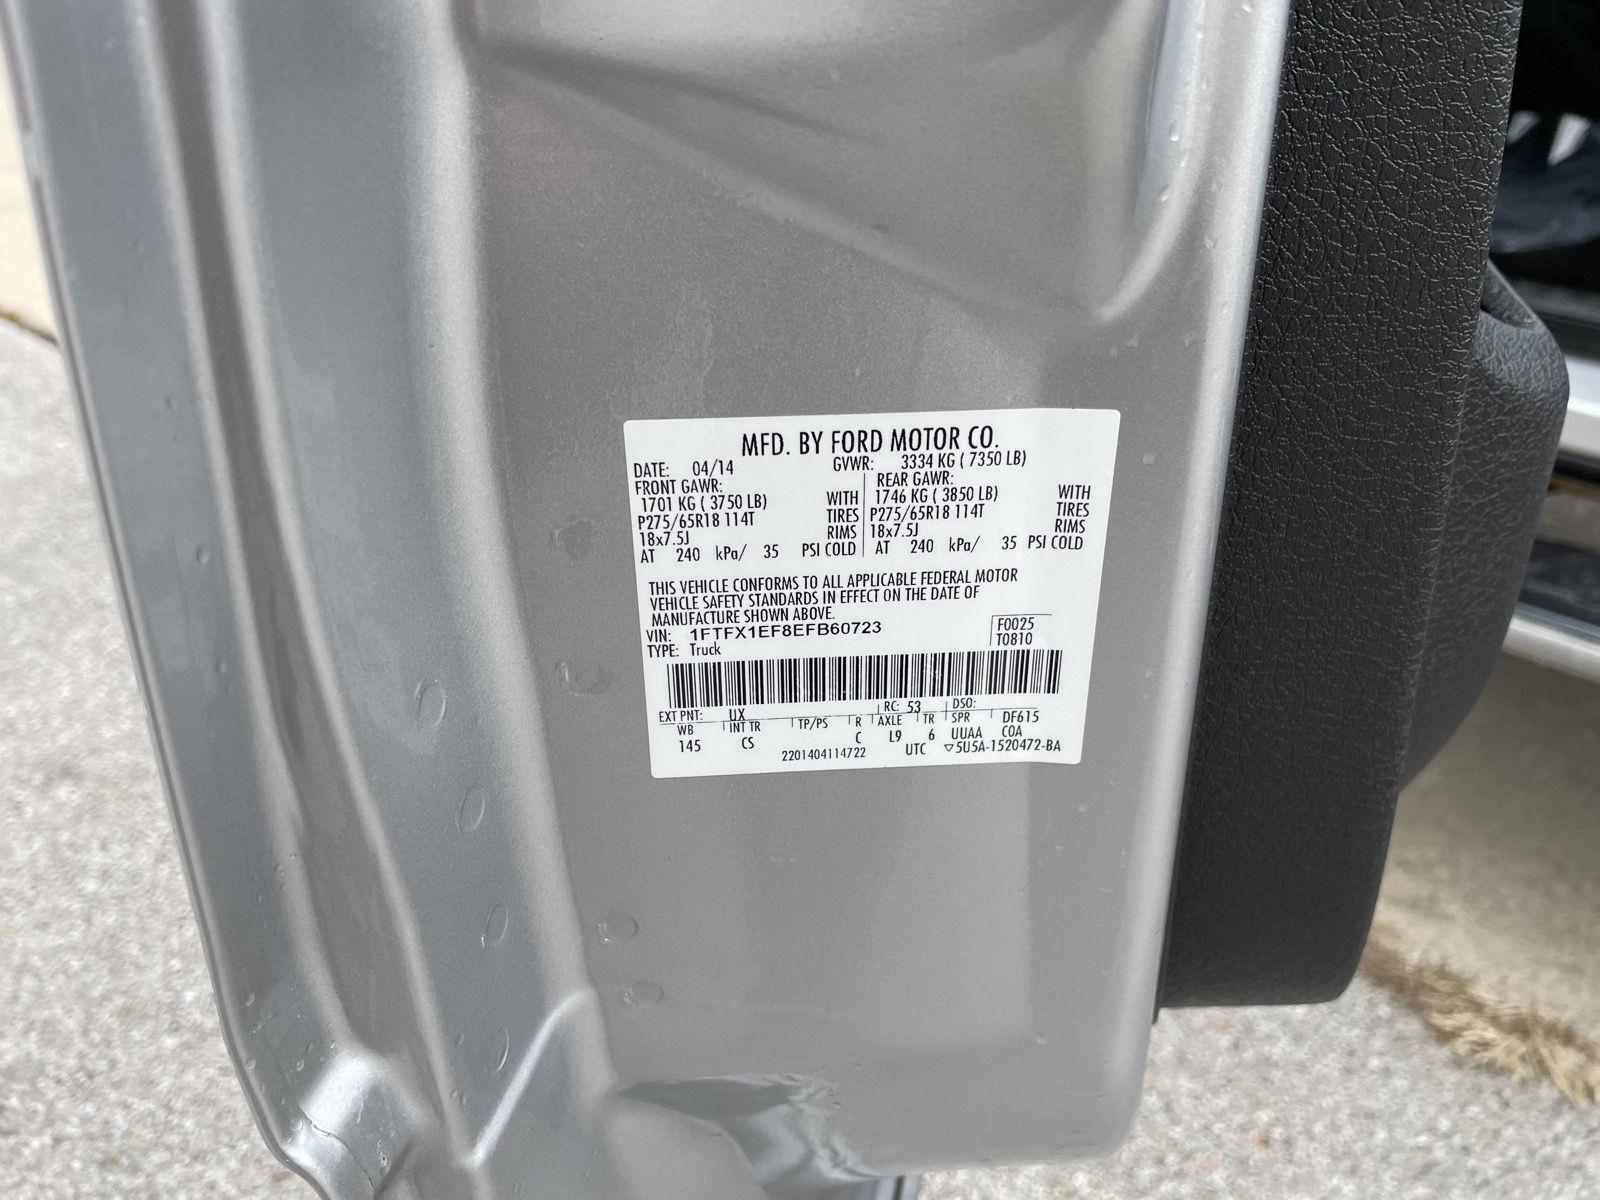 MFD. BY FORD MOTOR CO.
DATE: 04/14 GVWR: 3334 KG ( 7350 LB)
FRONT GAWR: REAR GAWR:
1701 KG ( 3750 LB) WITH 1746 KG ( 3850 LB) WITH
P275/65R18 114T TIRES P275/65R18 114T TIRES
18x7.5J RIMS 18x7.5J RIMS
AT 240 kPa/ 35 PSI COLD AT 240 kPa/ 35 PSI COLD
THIS VEHICLE CONFORMS TO ALL APPLICABLE FEDERAL MOTOR
VEHICLE SAFETY STANDARDS IN EFFECT ON THE DATE OF
MANUFACTURE SHOWN ABOVE.
VIN: 1FTFX1EF8EFB60723 F0025
TYPE: Truck T0810
EXT PNT: UX RC: 53 DSO:
WB INT TR TP/PS R AXLE TR SPR DF615
145 CS C L9 6 UUAA COA
2201404114722 UTC ▽5U5A-1520472-BA